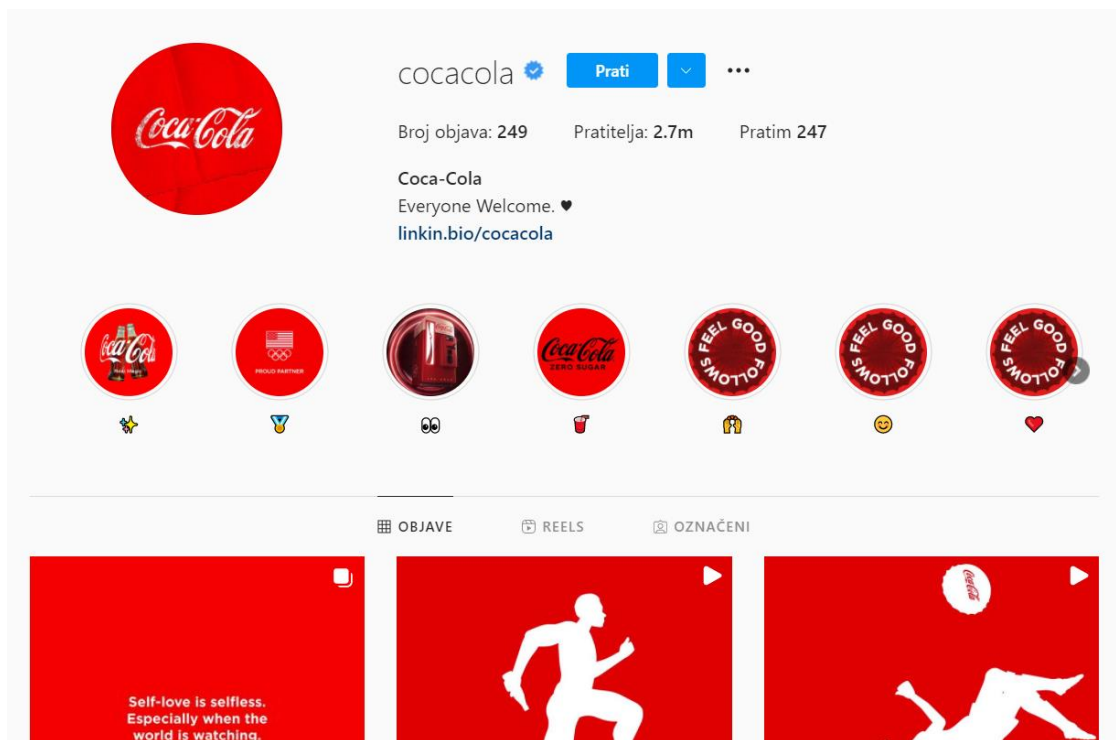 Coca-Cola
cocacola
Prati
Broj objava: 249 Pratitelja: 2.7m Pratim 247
Coca-Cola
Everyone Welcome. ♥
linkin.bio/cocacola
Coca-Cola
PROUD PARTNER
Coca-Cola
ZERO SUGAR
FEEL GOOD FOLLOWS
FEEL GOOD FOLLOWS
FEEL GOOD FOLLOWS
OBJAVE REELS OZNAČENI
Self-love is selfless.
Especially when the
world is watching.
Coca-Cola